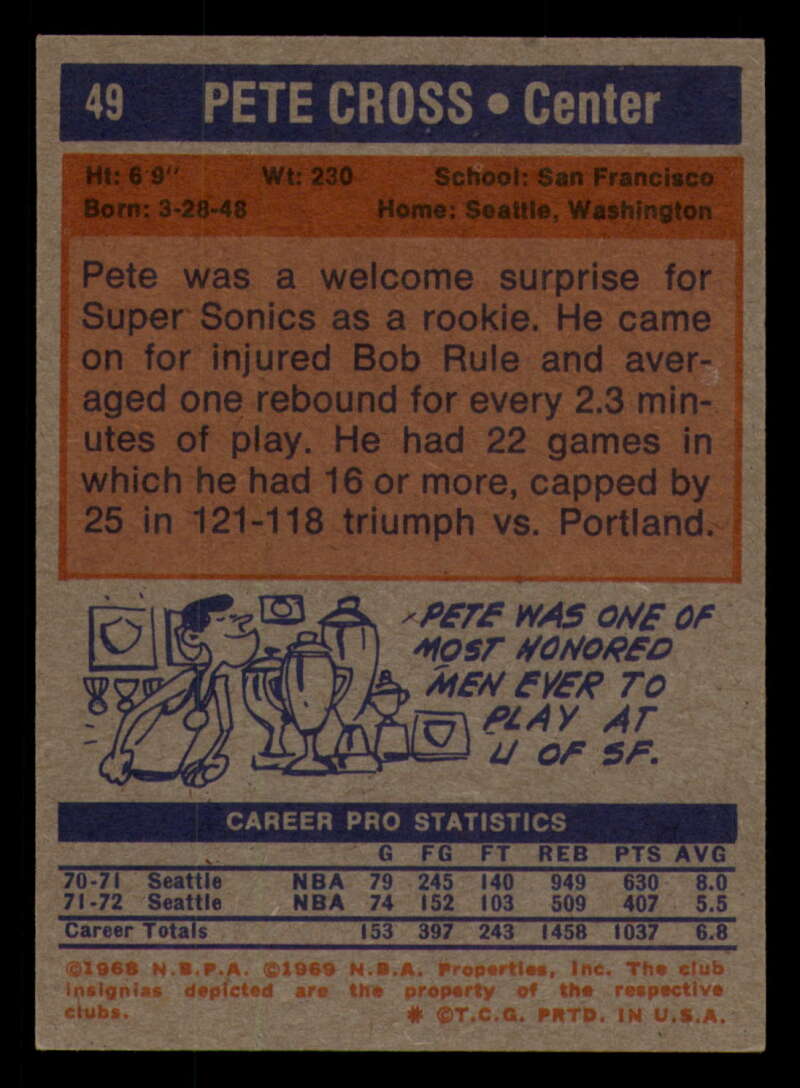 49 PETE CROSS • Center
Ht: 6'9" Wt: 230 School: San Francisco
Born: 3-28-48 Home: Seattle, Washington
Pete was a welcome surprise for
Super Sonics as a rookie. He came
on for injured Bob Rule and aver-
aged one rebound for every 2.3 min-
utes of play. He had 22 games in
which he had 16 or more, capped by
25 in 121-118 triumph vs. Portland.
PETE WAS ONE OF
MOST HONORED
MEN EVER TO
PLAY AT
U OF SF.
CAREER PRO STATISTICS
G FG FT REB PTS AVG
70-71 Seattle NBA 79 245 140 949 630 8.0
71-72 Seattle NBA 74 152 103 509 407 5.5
Career Totals 153 397 243 1458 1037 6.8
©1968 N.B.P.A. ©1969 N.B.A. Properties, Inc. The club
insignias depicted are the property of the respective
clubs. * ©T.C.G. PRTD. IN U.S.A.